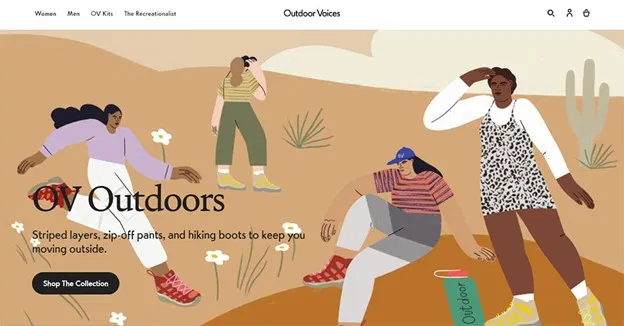 Women Men OV Kits The Recreationalist
Outdoor Voices
OV Outdoors
Striped layers, zip-off pants, and hiking boots to keep you
moving outside.
Shop The Collection
OV
Outdoor